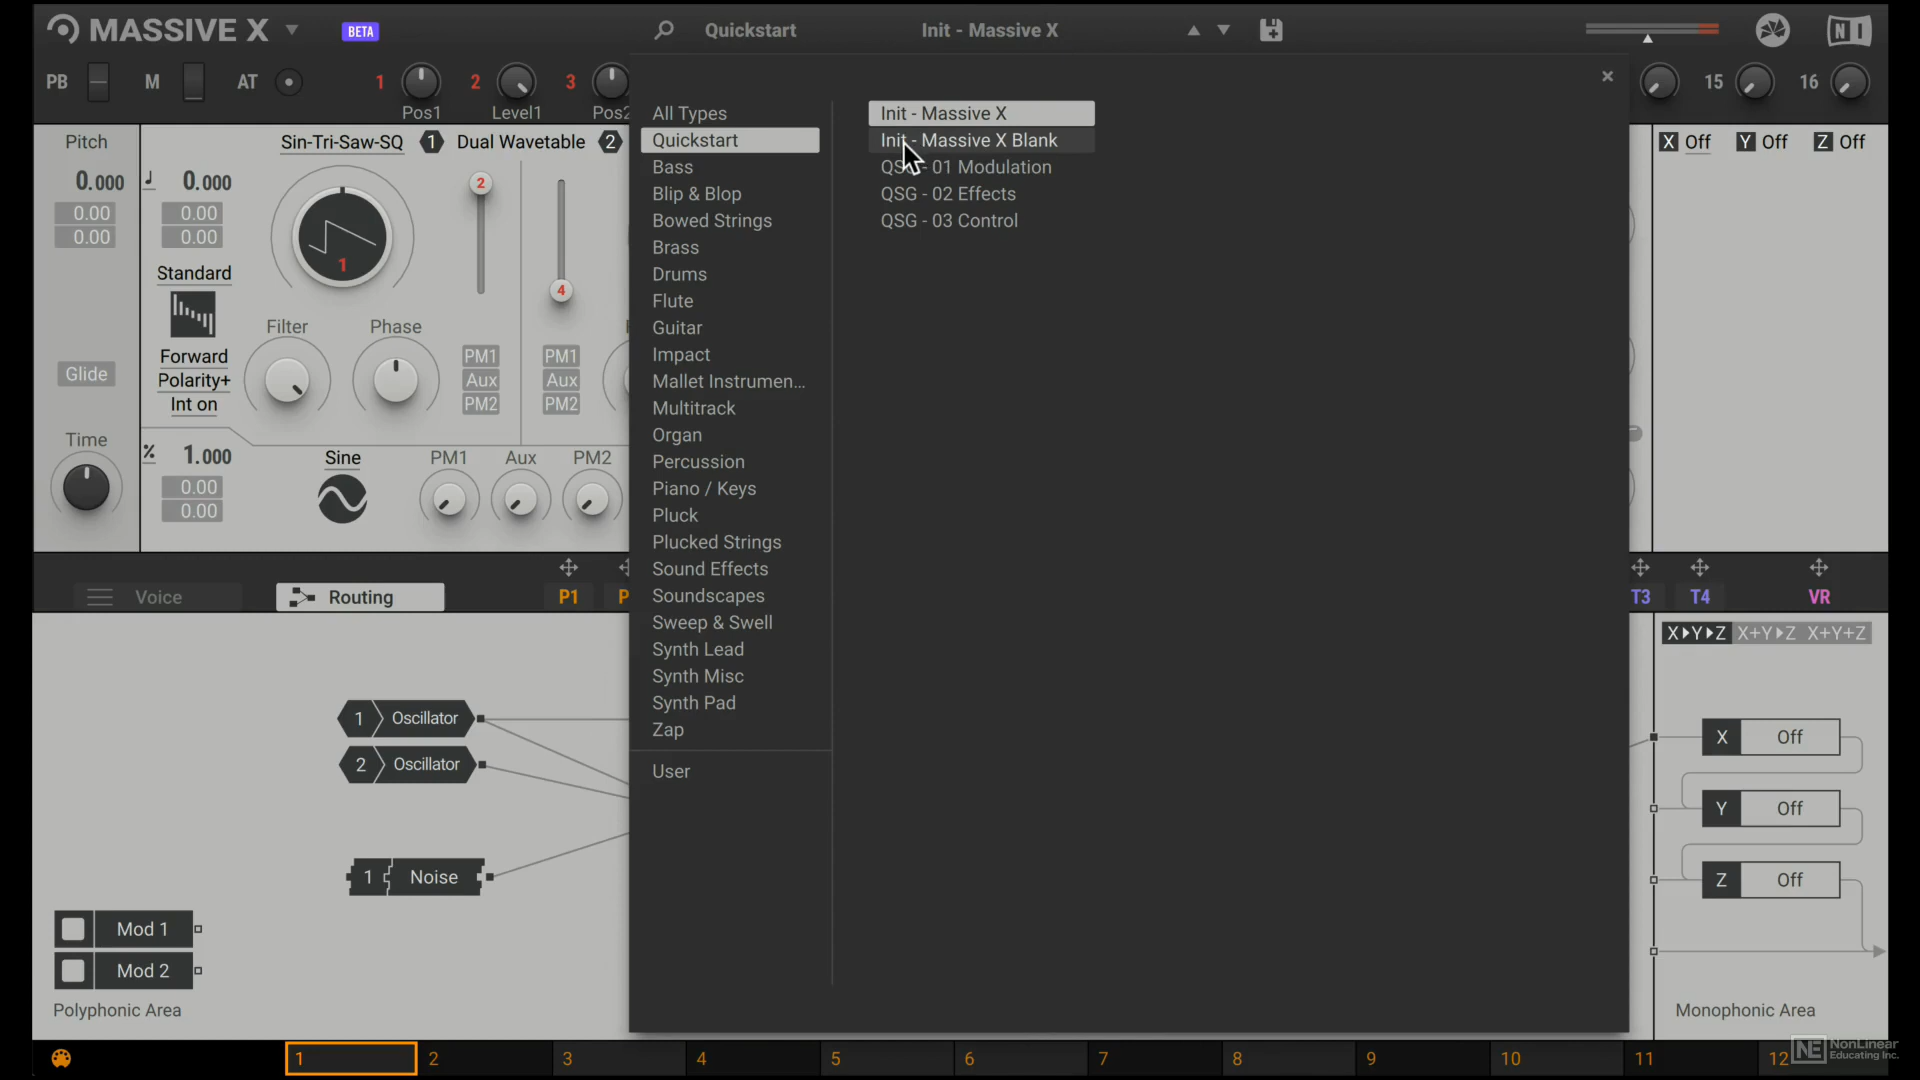 MASSIVE X BETA Quickstart Init - Massive X NI
PB M AT 1 2 3 15 16
Pos1 Level1 Pos2
Pitch Sin-Tri-Saw-SQ 1 Dual Wavetable 2 X Off Y Off Z Off
0.000 0.000
0.00 0.00
0.00 0.00
2
4
1
Standard
Filter Phase
Forward
Polarity+
Int on
PM1 PM1
Aux Aux
PM2 PM2
Glide
Time
% 1.000
0.00
0.00
Sine PM1 Aux PM2
All Types
Quickstart
Bass
Blip & Blop
Bowed Strings
Brass
Drums
Flute
Guitar
Impact
Mallet Instrumen...
Multitrack
Organ
Percussion
Piano / Keys
Pluck
Plucked Strings
Sound Effects
Soundscapes
Sweep & Swell
Synth Lead
Synth Misc
Synth Pad
Zap
User
Init - Massive X
Init - Massive X Blank
QSG - 01 Modulation
QSG - 02 Effects
QSG - 03 Control
Voice Routing P1 P T3 T4 VR
X▸Y▸Z X+Y▸Z X+Y+Z
1 Oscillator
2 Oscillator
1 Noise
Mod 1
Mod 2
Polyphonic Area
X Off
Y Off
Z Off
Monophonic Area
1 2 3 4 5 6 7 8 9 10 11 12
NE NonLinear
Educating Inc.